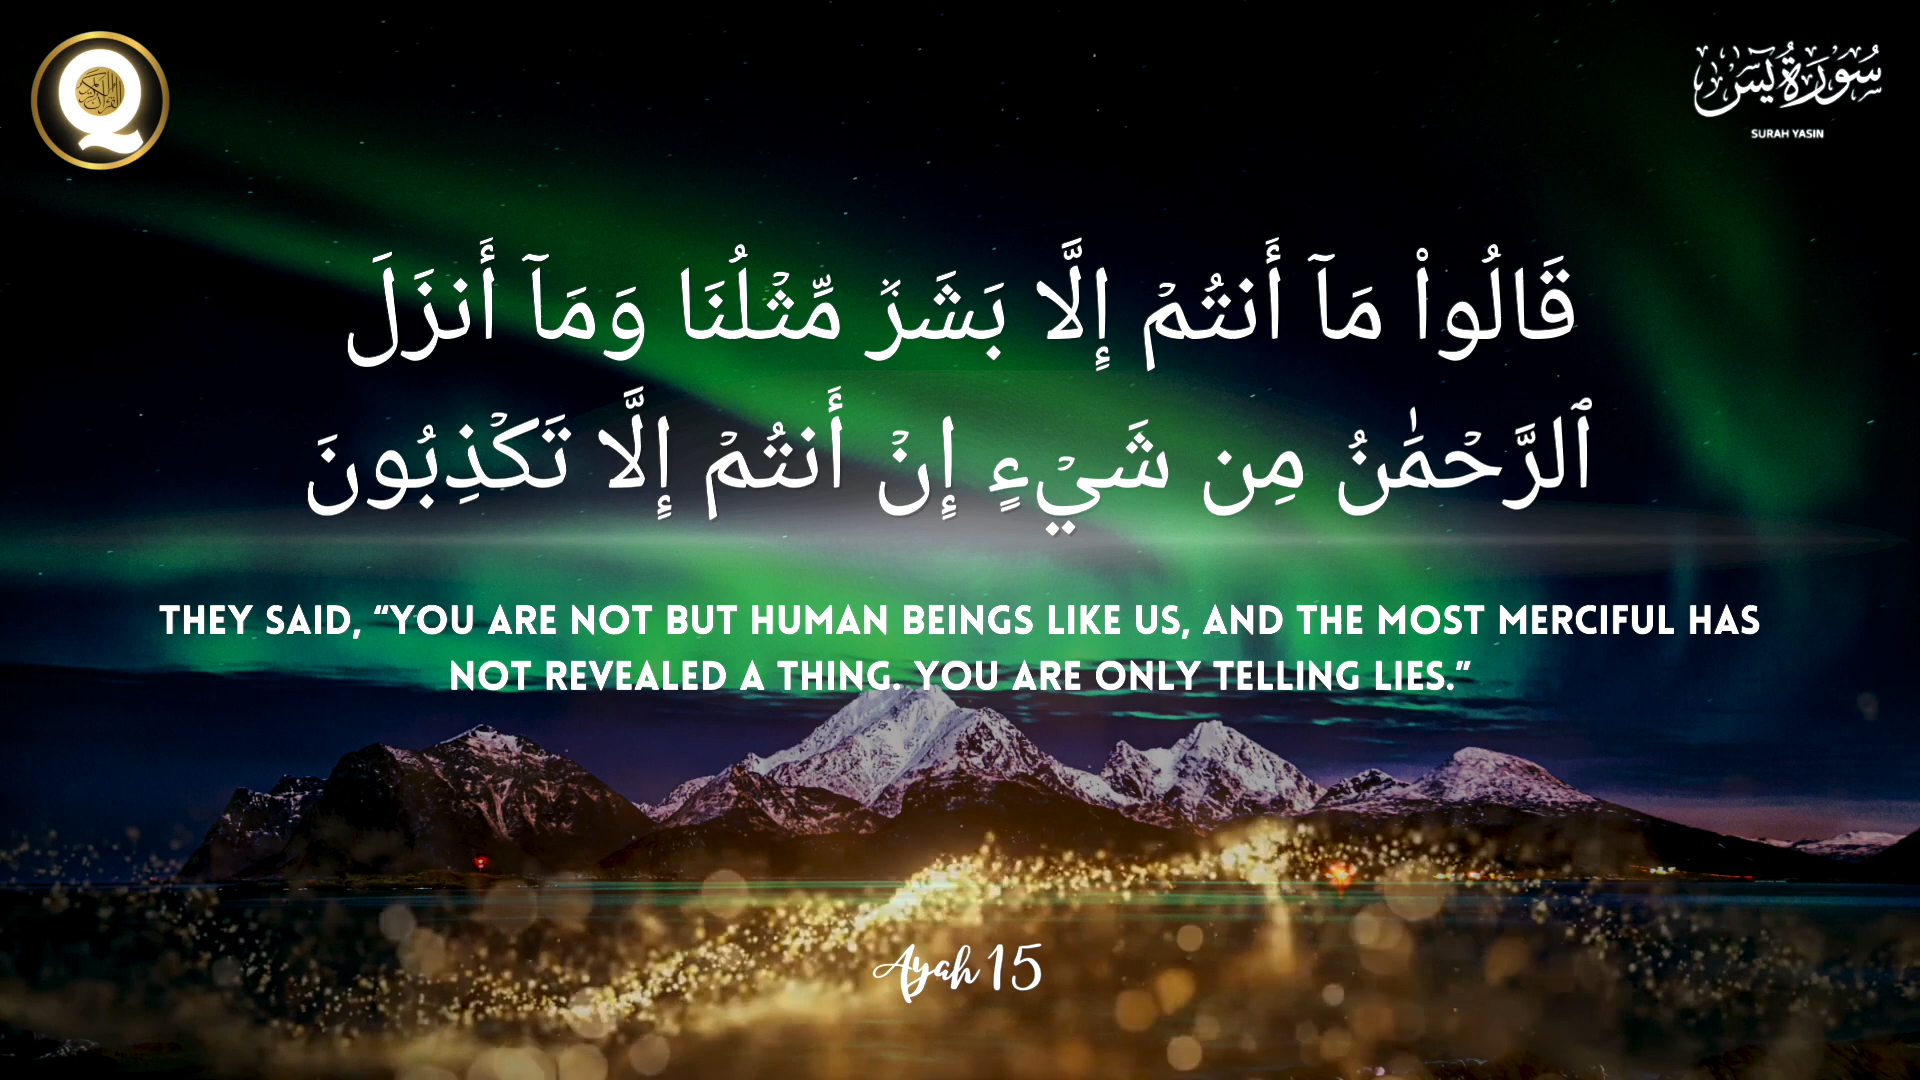 سُورَةُ يسٓ
SURAH YASIN
قَالُوا۟ مَآ أَنتُمْ إِلَّا بَشَرٌ مِّثْلُنَا وَمَآ أَنزَلَ
ٱلرَّحْمَٰنُ مِن شَيْءٍ إِنْ أَنتُمْ إِلَّا تَكْذِبُونَ
THEY SAID, “YOU ARE NOT BUT HUMAN BEINGS LIKE US, AND THE MOST MERCIFUL HAS
NOT REVEALED A THING. YOU ARE ONLY TELLING LIES.”
Ayah 15